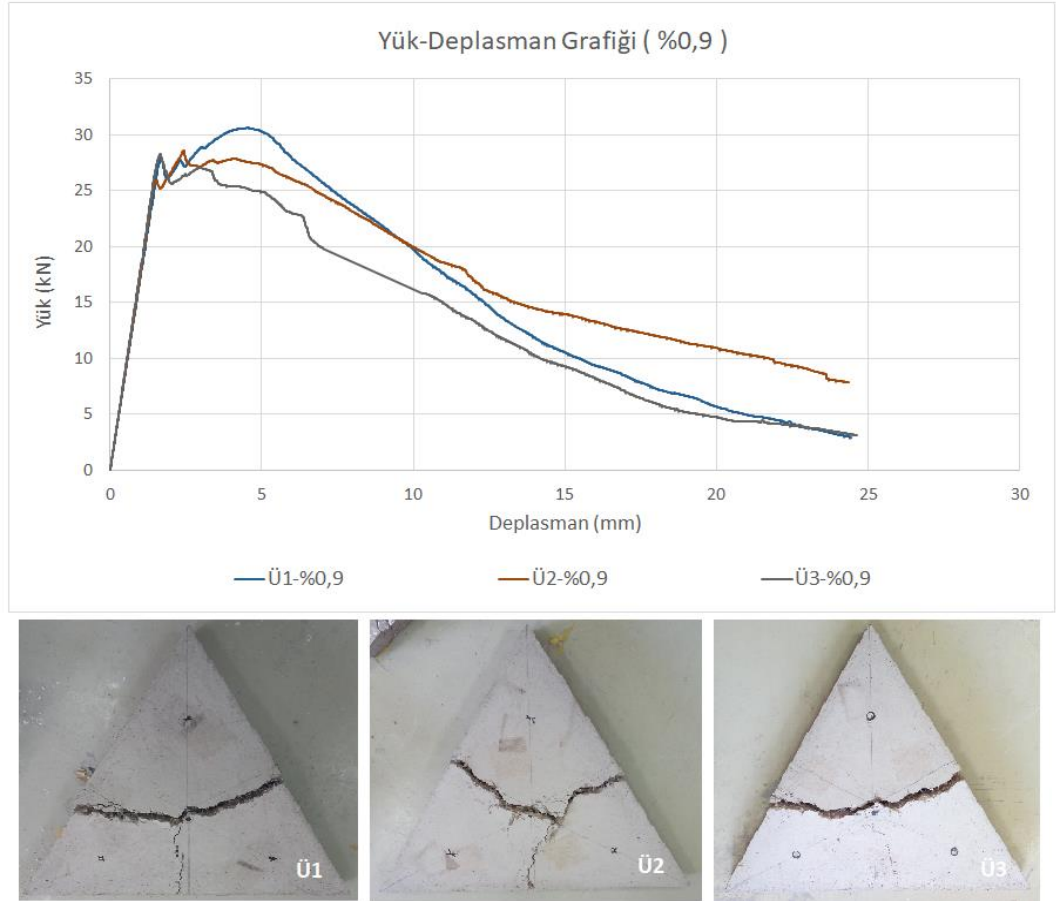 Yük-Deplasman Grafiği ( %0,9 )
35
30
25
20
15
10
5
0
Yük (kN)
0 5 10 15 20 25 30
Deplasman (mm)
Ü1-%0,9 Ü2-%0,9 Ü3-%0,9
Ü1 Ü2 Ü3